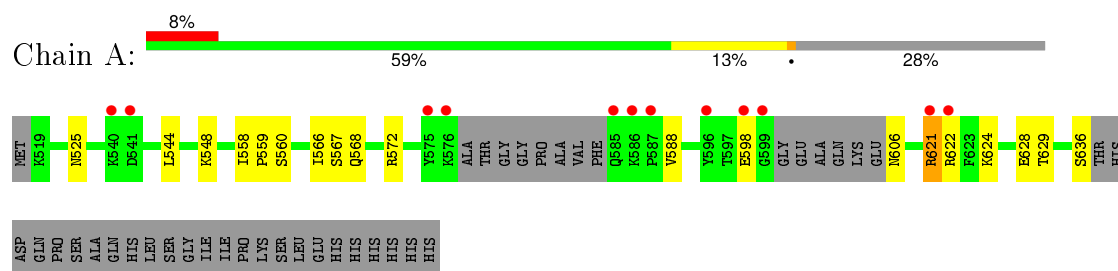 8%
Chain A:
59% 13% • 28%
MET K519 N525 K540 D541 L544 K548 I558 P559 S560 I566 S567 Q568 R572 Y575 K576 ALA THR GLY GLY PRO ALA VAL PHE Q585 K586 P587 V588 Y596 T597 E598 G599 GLY GLU ALA GLN LYS GLU N606 R621 R622 F623 K624 E628 T629 S636 THR HIS
ASP GLN PRO SER ALA GLN HIS LEU SER GLY ILE ILE PRO LYS SER LEU GLU HIS HIS HIS HIS HIS HIS